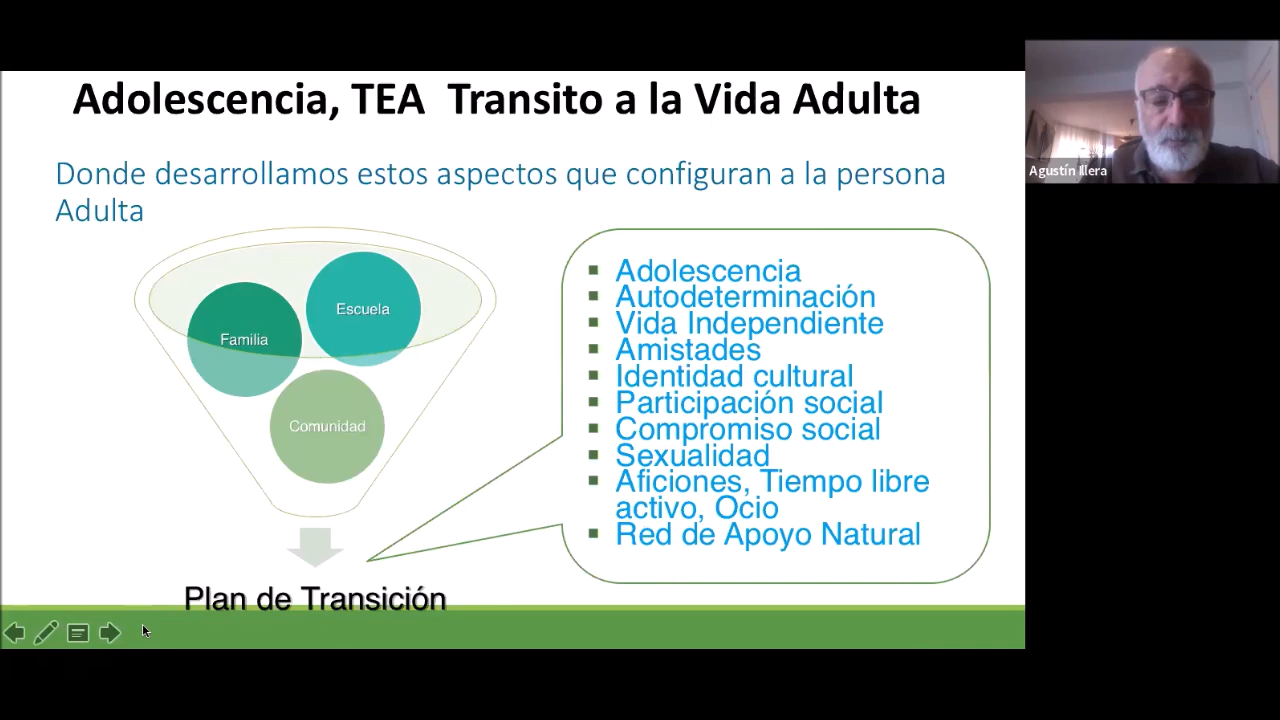 Adolescencia, TEA  Transito a la Vida Adulta
Agustín Illera
Donde desarrollamos estos aspectos que configuran a la persona
Adulta
Escuela
Familia
Comunidad
Plan de Transición
▪ Adolescencia
▪ Autodeterminación
▪ Vida Independiente
▪ Amistades
▪ Identidad cultural
▪ Participación social
▪ Compromiso social
▪ Sexualidad
▪ Aficiones, Tiempo libre
activo, Ocio
▪ Red de Apoyo Natural